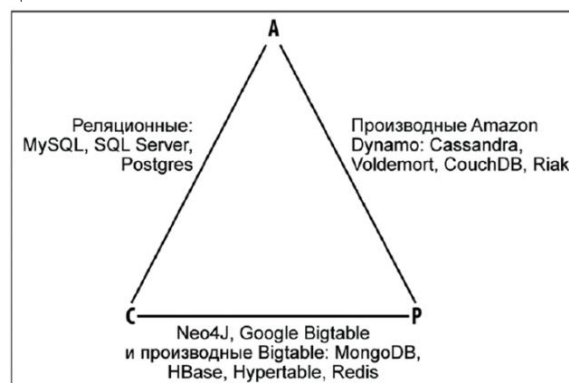 A
Реляционные:
MySQL, SQL Server,
Postgres
Производные Amazon
Dynamo: Cassandra,
Voldemort, CouchDB, Riak
C
P
Neo4J, Google Bigtable
и производные Bigtable: MongoDB,
HBase, Hypertable, Redis